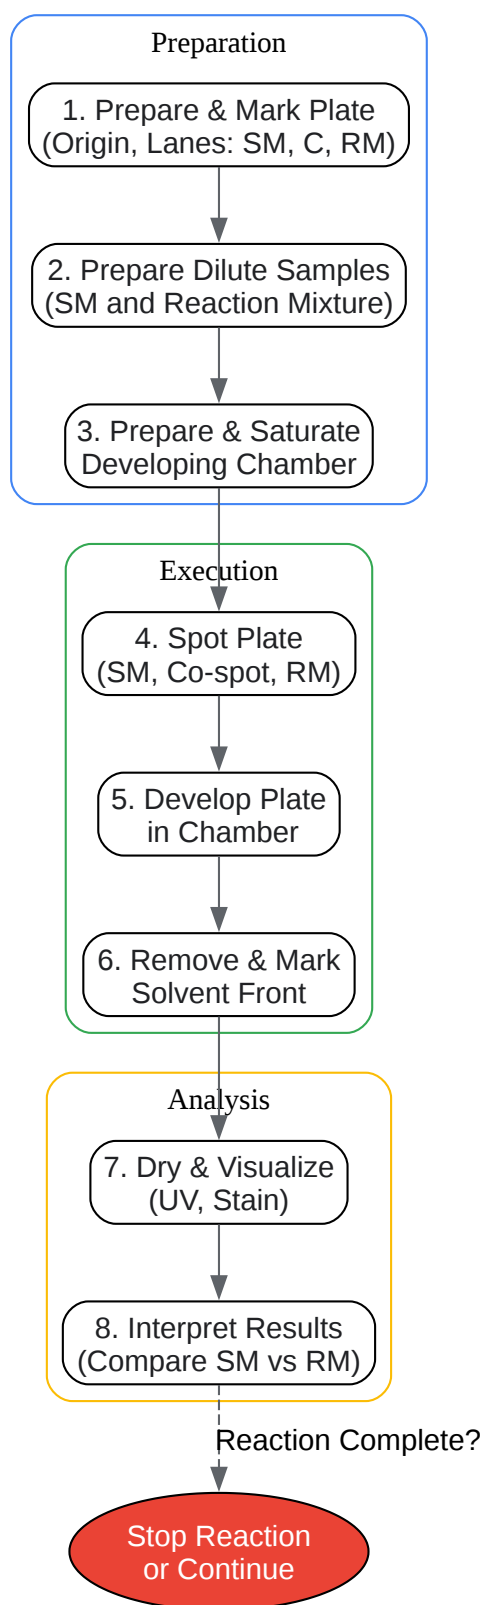 Preparation
1. Prepare & Mark Plate
(Origin, Lanes: SM, C, RM)
2. Prepare Dilute Samples
(SM and Reaction Mixture)
3. Prepare & Saturate
Developing Chamber
Execution
4. Spot Plate
(SM, Co-spot, RM)
5. Develop Plate
in Chamber
6. Remove & Mark
Solvent Front
Analysis
7. Dry & Visualize
(UV, Stain)
8. Interpret Results
(Compare SM vs RM)
Reaction Complete?
Stop Reaction
or Continue